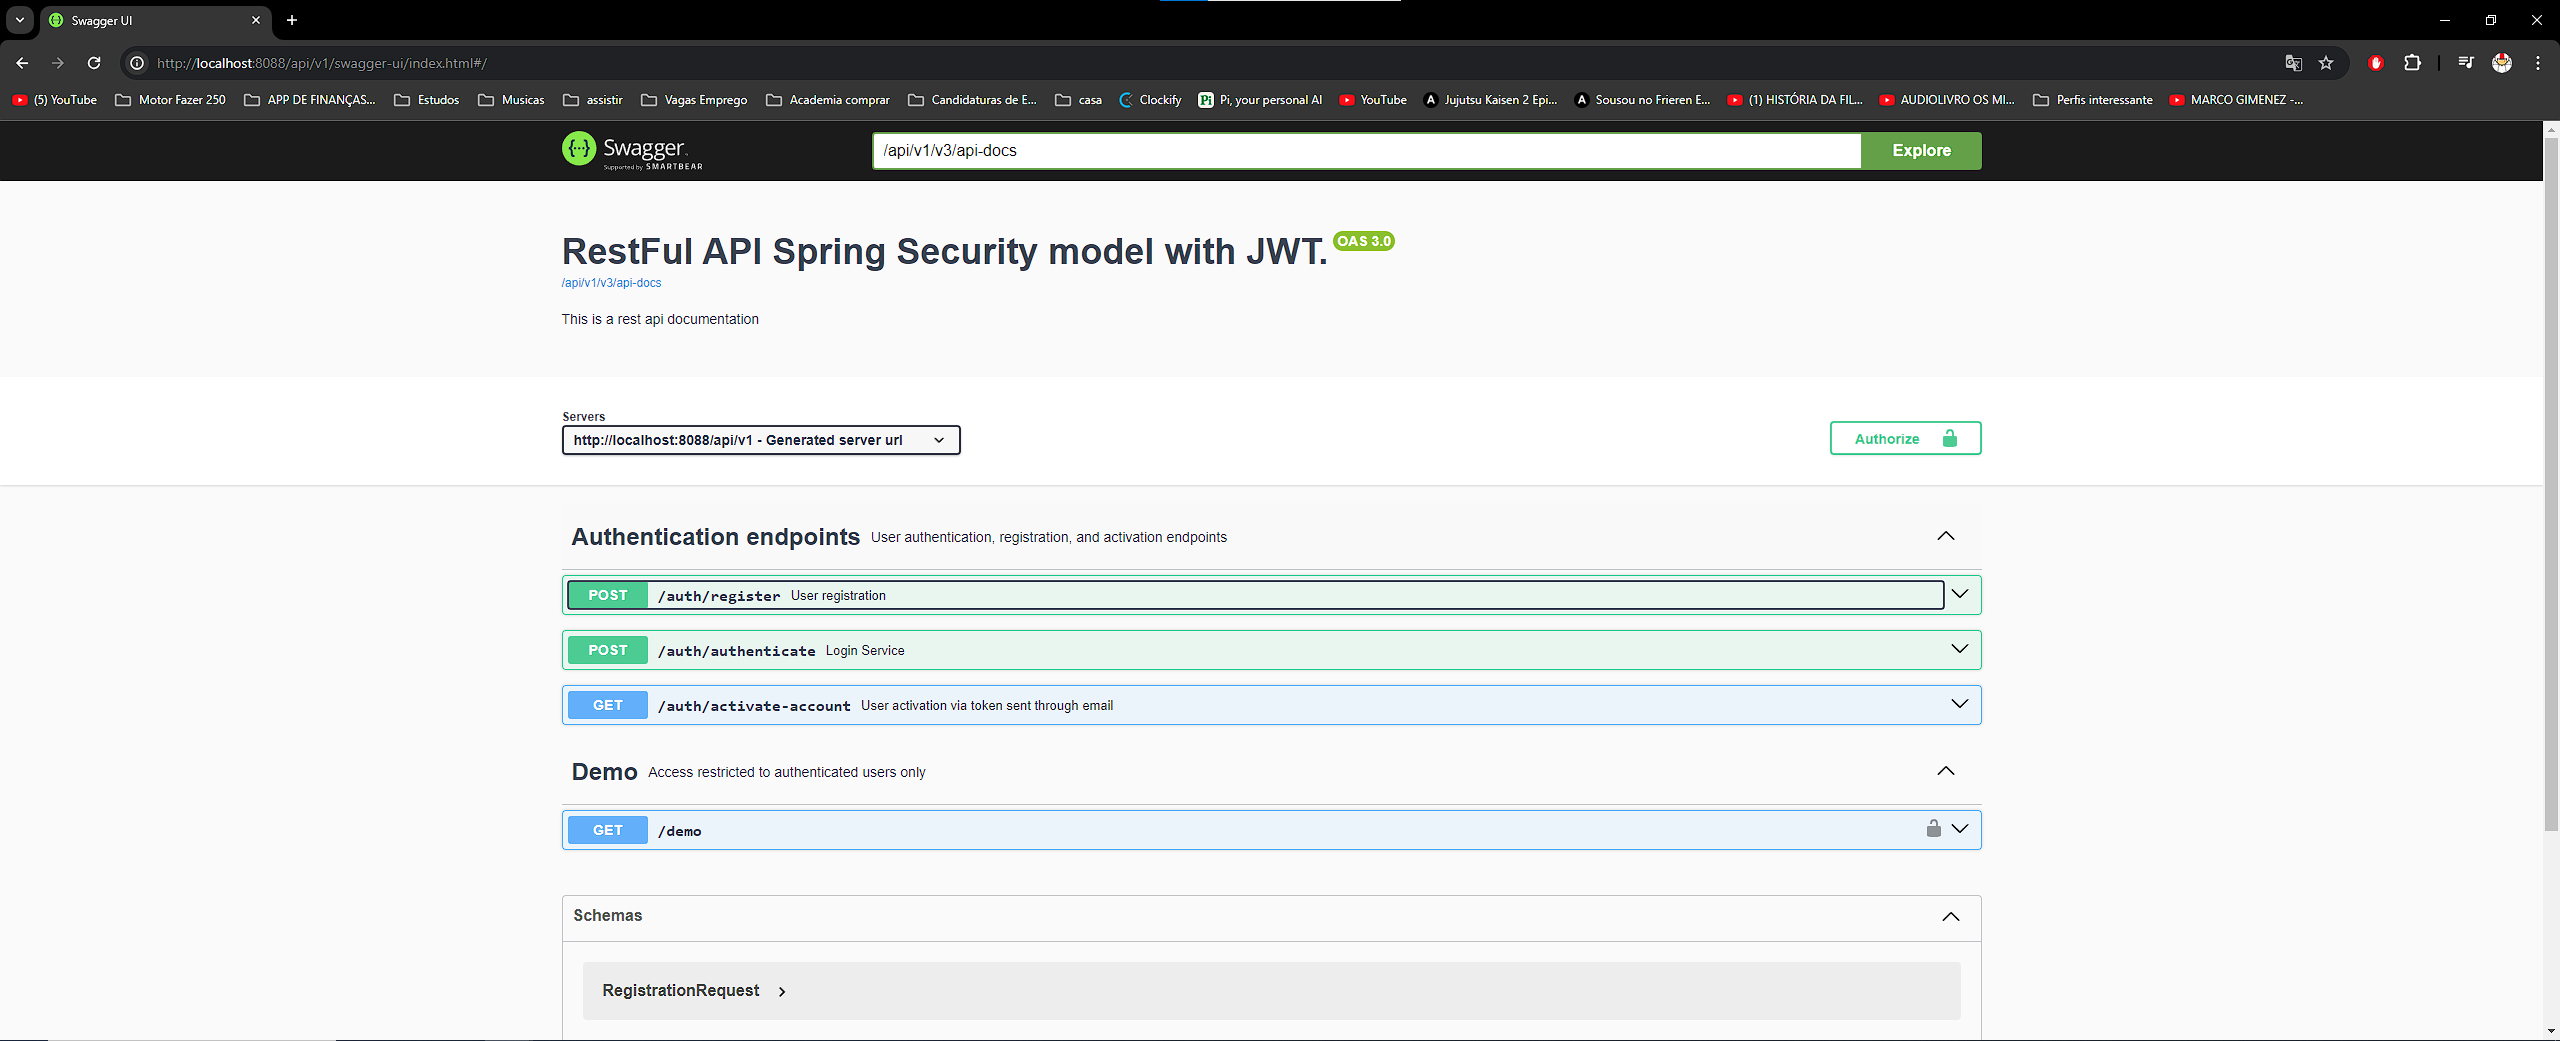 Swagger UI
http://localhost:8088/api/v1/swagger-ui/index.html#/
(5) YouTube Motor Fazer 250 APP DE FINANÇAS... Estudos Musicas assistir Vagas Emprego Academia comprar Candidaturas de E... casa Clockify Pi, your personal AI YouTube Jujutsu Kaisen 2 Epi... Sousou no Frieren E... (1) HISTÓRIA DA FIL... AUDIOLIVRO OS MI... Perfis interessante MARCO GIMENEZ -...
Swagger
Supported by SMARTBEAR
/api/v1/v3/api-docs Explore
RestFul API Spring Security model with JWT. OAS 3.0
/api/v1/v3/api-docs
This is a rest api documentation
Servers
http://localhost:8088/api/v1 - Generated server url
Authorize
Authentication endpoints User authentication, registration, and activation endpoints
POST /auth/register User registration
POST /auth/authenticate Login Service
GET /auth/activate-account User activation via token sent through email
Demo Access restricted to authenticated users only
GET /demo
Schemas
RegistrationRequest